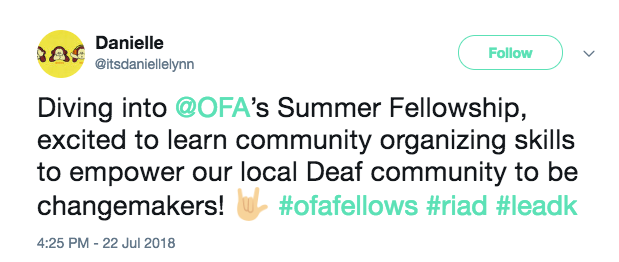 Danielle
@itsdaniellelynn
Follow
Diving into @OFA's Summer Fellowship,
excited to learn community organizing skills
to empower our local Deaf community to be
changemakers! 🤟🏼 #ofafellows #riad #leadk
4:25 PM - 22 Jul 2018